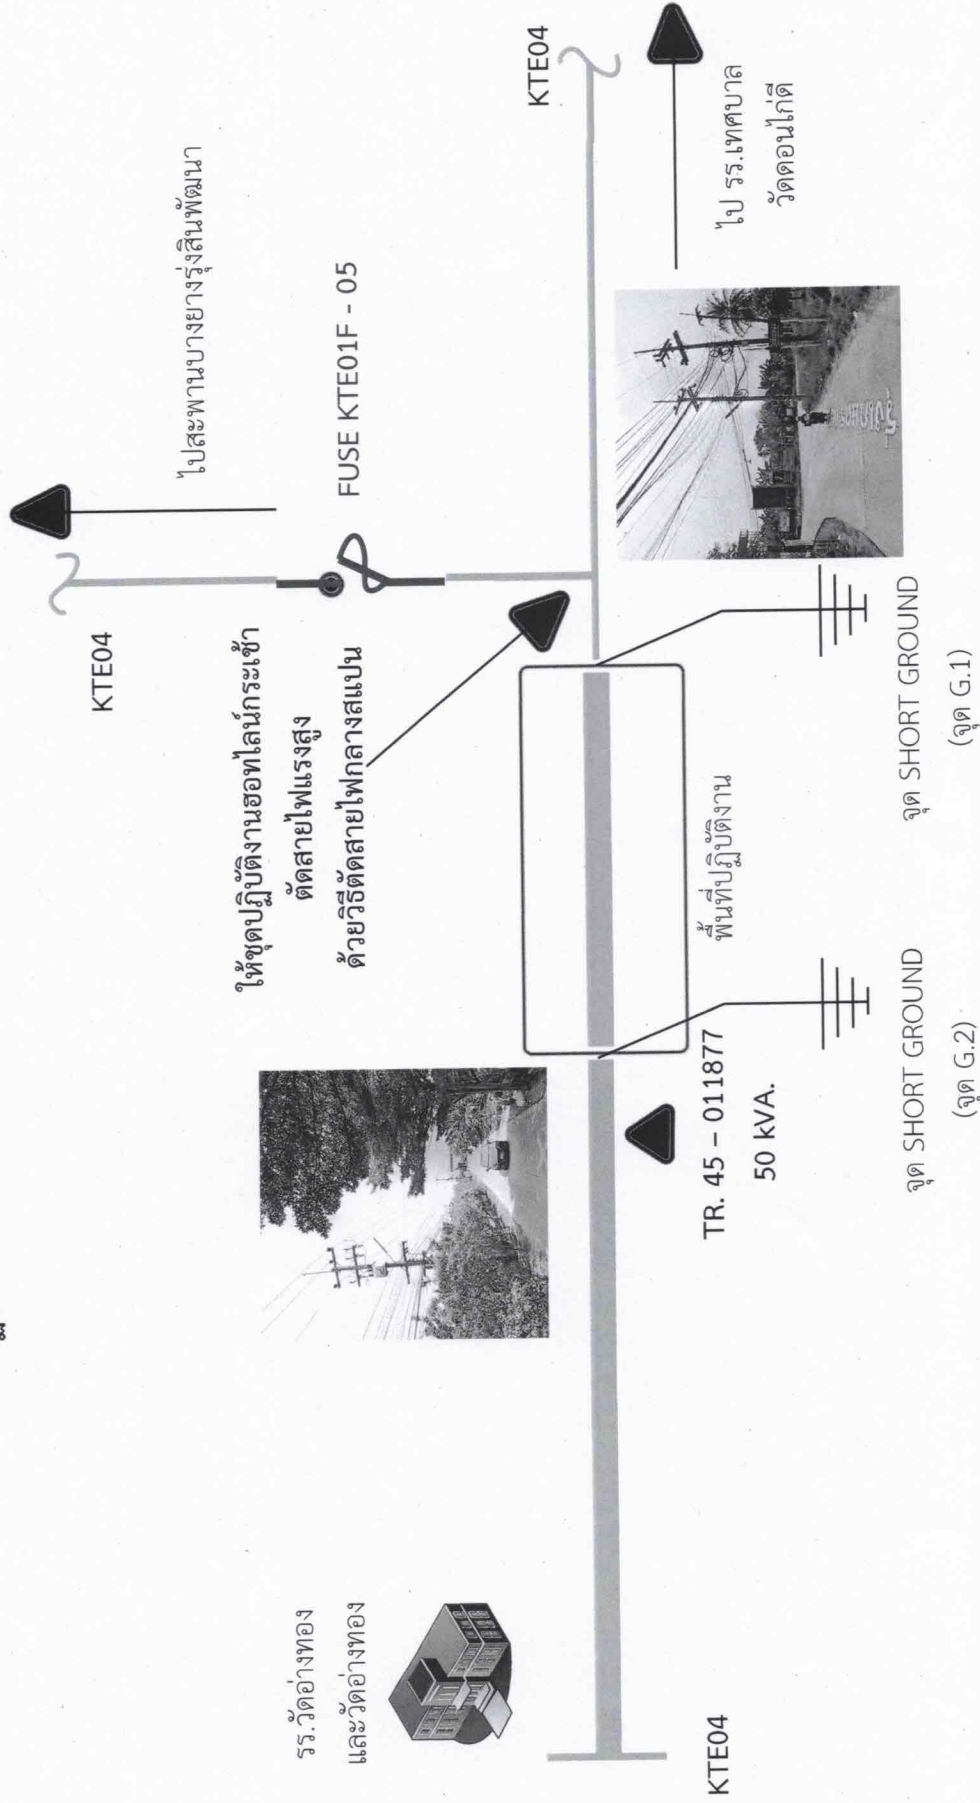 KTE04
ไปสะพานบางยางรุ่งสินพัฒนา
FUSE KTE01F - 05
KTE04
ให้ชุดปฏิบัติงานฮอทไลน์กระเช้า
ตัดสายไฟแรงสูง
ด้วยวิธีตัดสายไฟกลางสแปน
ไป รร.เทศบาล
วัดดอนไก่ดี
รร.วัดอ่างทอง
และวัดอ่างทอง
พื้นที่ปฏิบัติงาน
TR. 45 - 011877
50 kVA.
จุด SHORT GROUND
(จุด G.2)
จุด SHORT GROUND
(จุด G.1)
KTE04